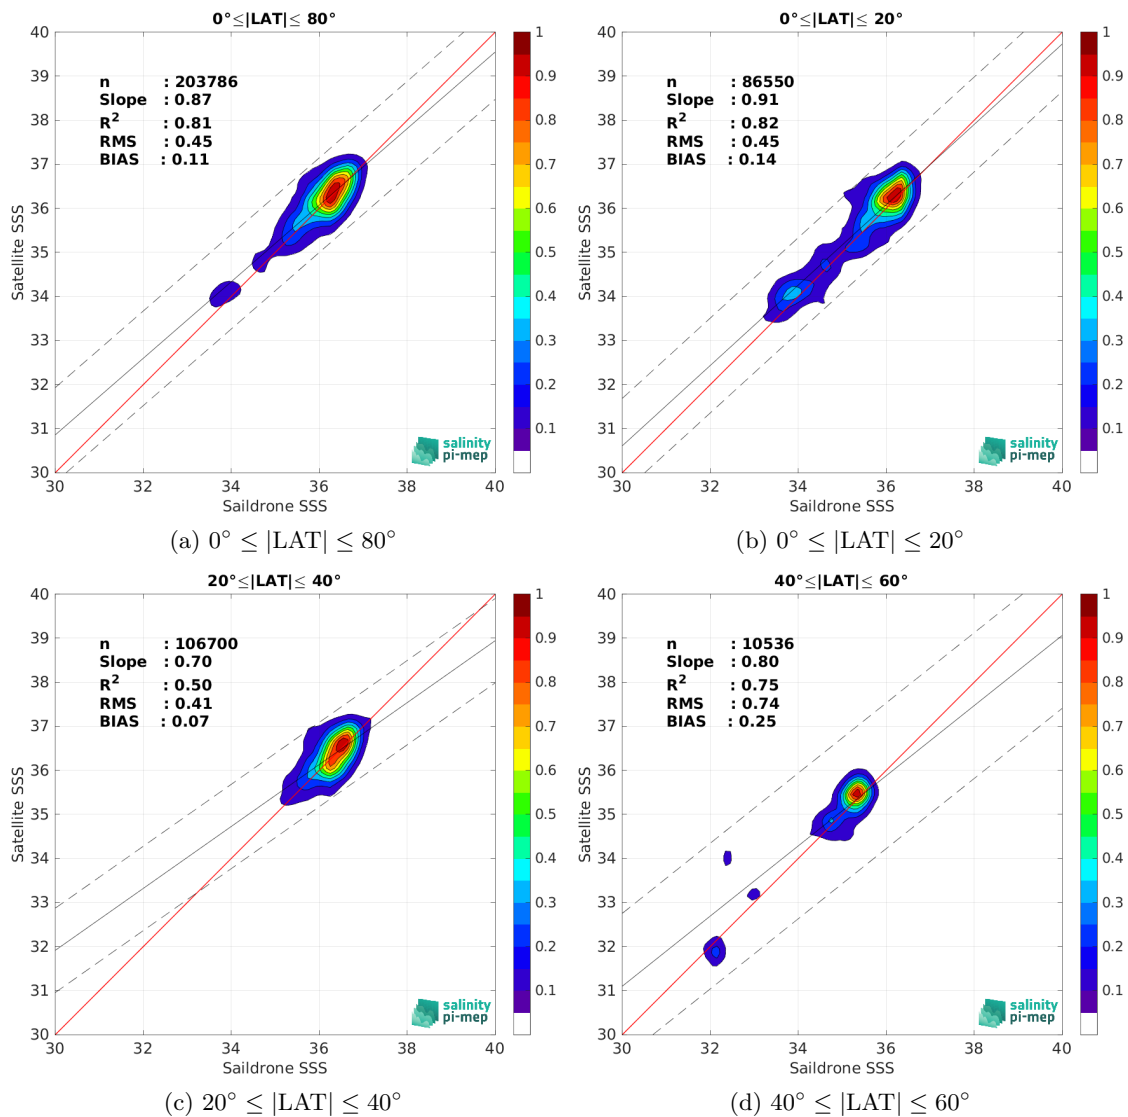 0°≤|LAT|≤ 80°
40
39
38
37
36
35
34
33
32
31
30
Satellite SSS
n : 203786
Slope : 0.87
R² : 0.81
RMS : 0.45
BIAS : 0.11
salinity
pi-mep
30 32 34 36 38 40
Saildrone SSS
1
0.9
0.8
0.7
0.6
0.5
0.4
0.3
0.2
0.1
(a) 0° ≤ |LAT| ≤ 80°
0°≤|LAT|≤ 20°
40
39
38
37
36
35
34
33
32
31
30
Satellite SSS
n : 86550
Slope : 0.91
R² : 0.82
RMS : 0.45
BIAS : 0.14
salinity
pi-mep
30 32 34 36 38 40
Saildrone SSS
1
0.9
0.8
0.7
0.6
0.5
0.4
0.3
0.2
0.1
(b) 0° ≤ |LAT| ≤ 20°
20°≤|LAT|≤ 40°
40
39
38
37
36
35
34
33
32
31
30
Satellite SSS
n : 106700
Slope : 0.70
R² : 0.50
RMS : 0.41
BIAS : 0.07
salinity
pi-mep
30 32 34 36 38 40
Saildrone SSS
1
0.9
0.8
0.7
0.6
0.5
0.4
0.3
0.2
0.1
(c) 20° ≤ |LAT| ≤ 40°
40°≤|LAT|≤ 60°
40
39
38
37
36
35
34
33
32
31
30
Satellite SSS
n : 10536
Slope : 0.80
R² : 0.75
RMS : 0.74
BIAS : 0.25
salinity
pi-mep
30 32 34 36 38 40
Saildrone SSS
1
0.9
0.8
0.7
0.6
0.5
0.4
0.3
0.2
0.1
(d) 40° ≤ |LAT| ≤ 60°